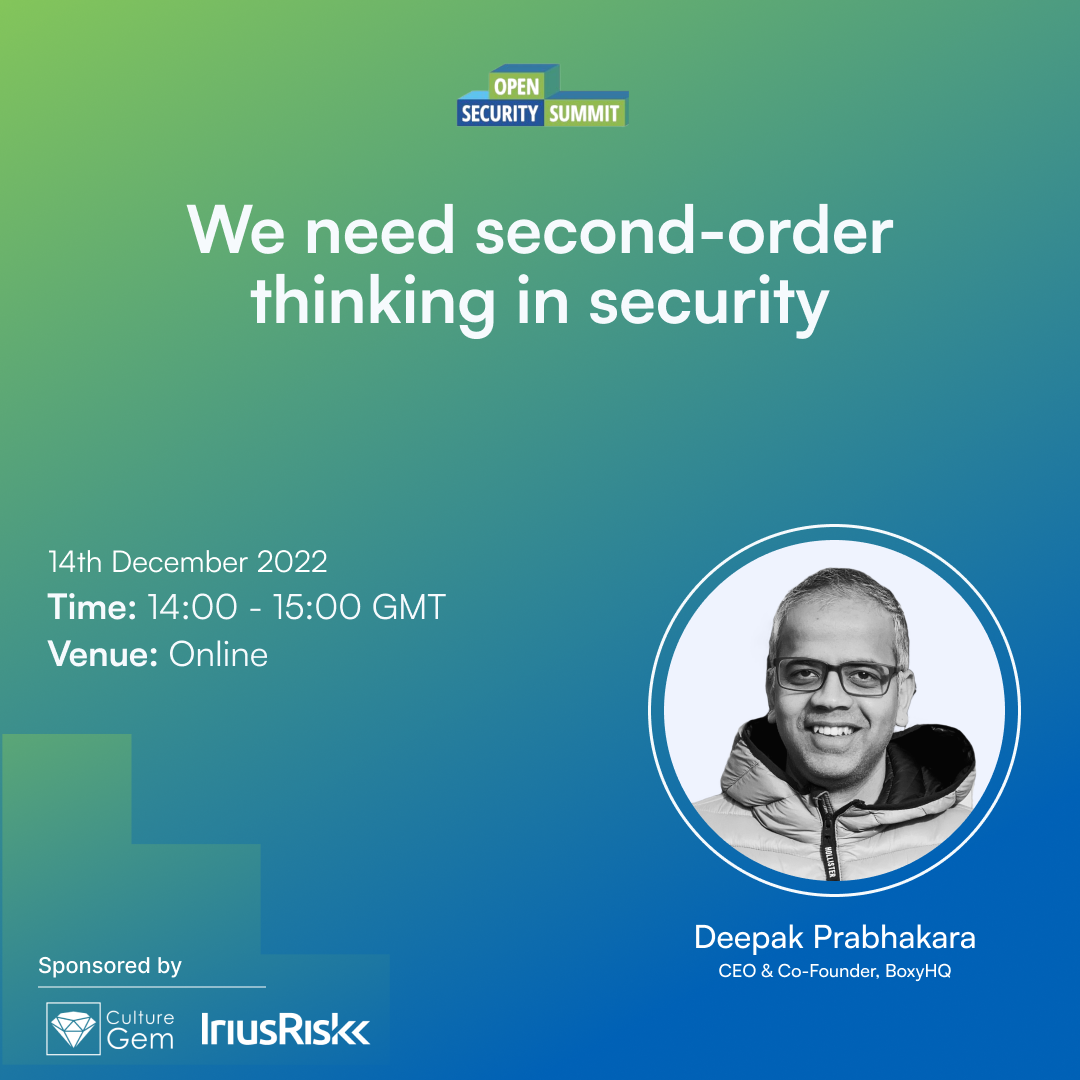 OPEN
SECURITY SUMMIT
We need second-order
thinking in security
14th December 2022
Time: 14:00 - 15:00 GMT
Venue: Online
HOLLISTER
Deepak Prabhakara
CEO & Co-Founder, BoxyHQ
Sponsored by
Culture
Gem
IriusRisk